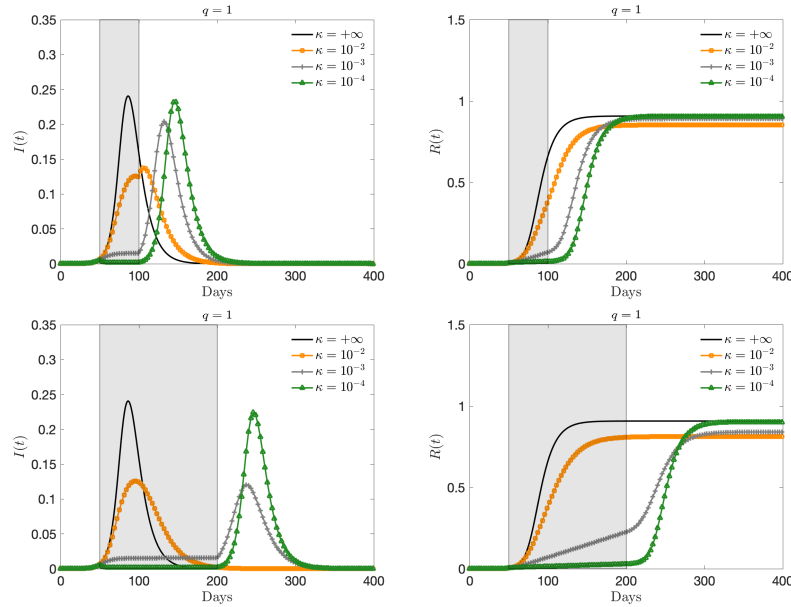 q = 1
0.35
0.3
0.25
0.2
0.15
0.1
0.05
0
I(t)
0 100 200 300 400
Days
κ = +∞
κ = 10⁻²
κ = 10⁻³
κ = 10⁻⁴
q = 1
1.5
1
0.5
0
R(t)
0 100 200 300 400
Days
κ = +∞
κ = 10⁻²
κ = 10⁻³
κ = 10⁻⁴
q = 1
0.35
0.3
0.25
0.2
0.15
0.1
0.05
0
I(t)
0 100 200 300 400
Days
κ = +∞
κ = 10⁻²
κ = 10⁻³
κ = 10⁻⁴
q = 1
1.5
1
0.5
0
R(t)
0 100 200 300 400
Days
κ = +∞
κ = 10⁻²
κ = 10⁻³
κ = 10⁻⁴